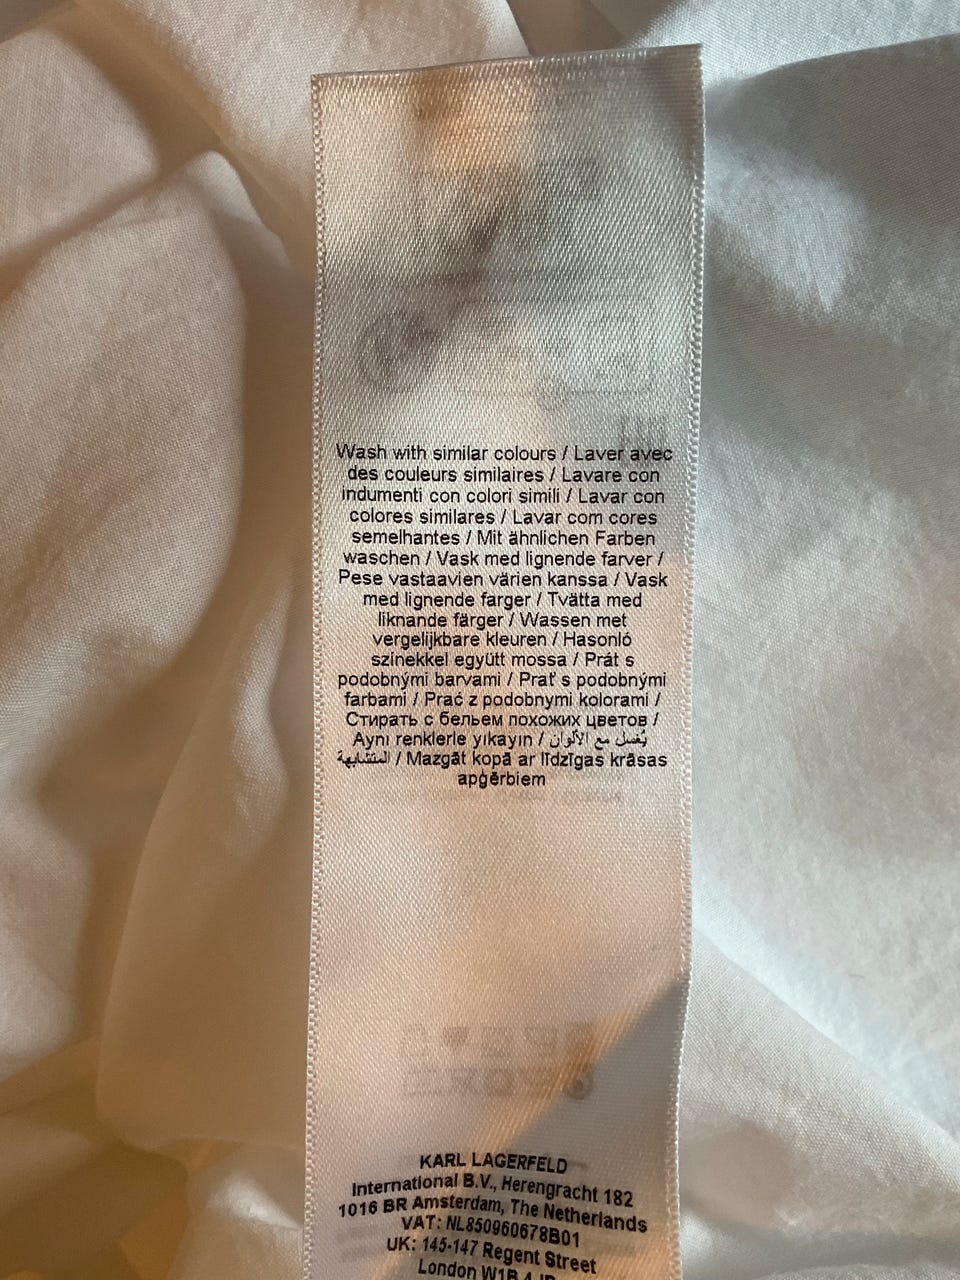 Wash with similar colours / Laver avec
des couleurs similaires / Lavare con
indumenti con colori simili / Lavar con
colores similares / Lavar com cores
semelhantes / Mit ähnlichen Farben
waschen / Vask med lignende farver /
Pese vastaavien värien kanssa / Vask
med lignende farger / Tvätta med
liknande färger / Wassen met
vergelijkbare kleuren / Hasonló
színekkel együtt mossa / Prát s
podobnými barvami / Prať s podobnými
farbami / Prać z podobnymi kolorami /
Стирать с бельем похожих цветов /
Aynı renklerle yıkayın / يُغسل مع الألوان
المتشابهة / Mazgāt kopā ar līdzīgas krāsas
apģērbiem
KARL LAGERFELD
International B.V., Herengracht 182
1016 BR Amsterdam, The Netherlands
VAT: NL850960678B01
UK: 145-147 Regent Street
London W1B